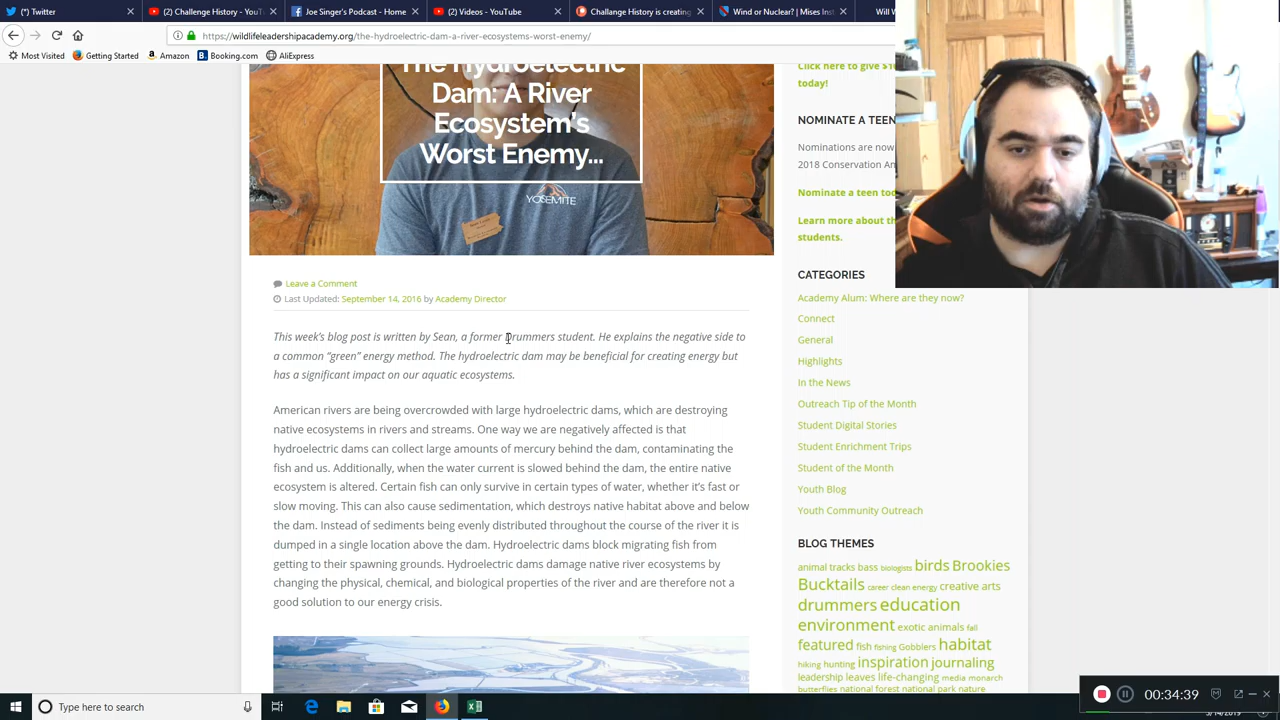 (*) Twitter
(2) Challenge History - YouT
Joe Singer's Podcast - Home
(2) Videos - YouTube
Challange History is creating
Wind or Nuclear? | Mises Inst
Will W
https://wildlifeleadershipacademy.org/the-hydroelectric-dam-a-river-ecosystems-worst-enemy/
Most Visited
Getting Started
Amazon
Booking.com
AliExpress
The Hydroelectric
Dam: A River
Ecosystem's
Worst Enemy...
YOSEMITE
Leave a Comment
Last Updated: September 14, 2016 by Academy Director
This week's blog post is written by Sean, a former Drummers student. He explains the negative side to
a common "green" energy method. The hydroelectric dam may be beneficial for creating energy but
has a significant impact on our aquatic ecosystems.
American rivers are being overcrowded with large hydroelectric dams, which are destroying
native ecosystems in rivers and streams. One way we are negatively affected is that
hydroelectric dams can collect large amounts of mercury behind the dam, contaminating the
fish and us. Additionally, when the water current is slowed behind the dam, the entire native
ecosystem is altered. Certain fish can only survive in certain types of water, whether it's fast or
slow moving. This can also cause sedimentation, which destroys native habitat above and below
the dam. Instead of sediments being evenly distributed throughout the course of the river it is
dumped in a single location above the dam. Hydroelectric dams block migrating fish from
getting to their spawning grounds. Hydroelectric dams damage native river ecosystems by
changing the physical, chemical, and biological properties of the river and are therefore not a
good solution to our energy crisis.
Click here to give $1
today!
NOMINATE A TEEN
Nominations are now
2018 Conservation Am
Nominate a teen tod
Learn more about th
students.
CATEGORIES
Academy Alum: Where are they now?
Connect
General
Highlights
In the News
Outreach Tip of the Month
Student Digital Stories
Student Enrichment Trips
Student of the Month
Youth Blog
Youth Community Outreach
BLOG THEMES
animal tracks bass biologists birds Brookies
Bucktails career clean energy creative arts
drummers education
environment exotic animals fall
featured fish fishing Gobblers habitat
hiking hunting inspiration journaling
leadership leaves life-changing media monarch
butterflies national forest national park nature
Type here to search
00:34:39
5/14/2019